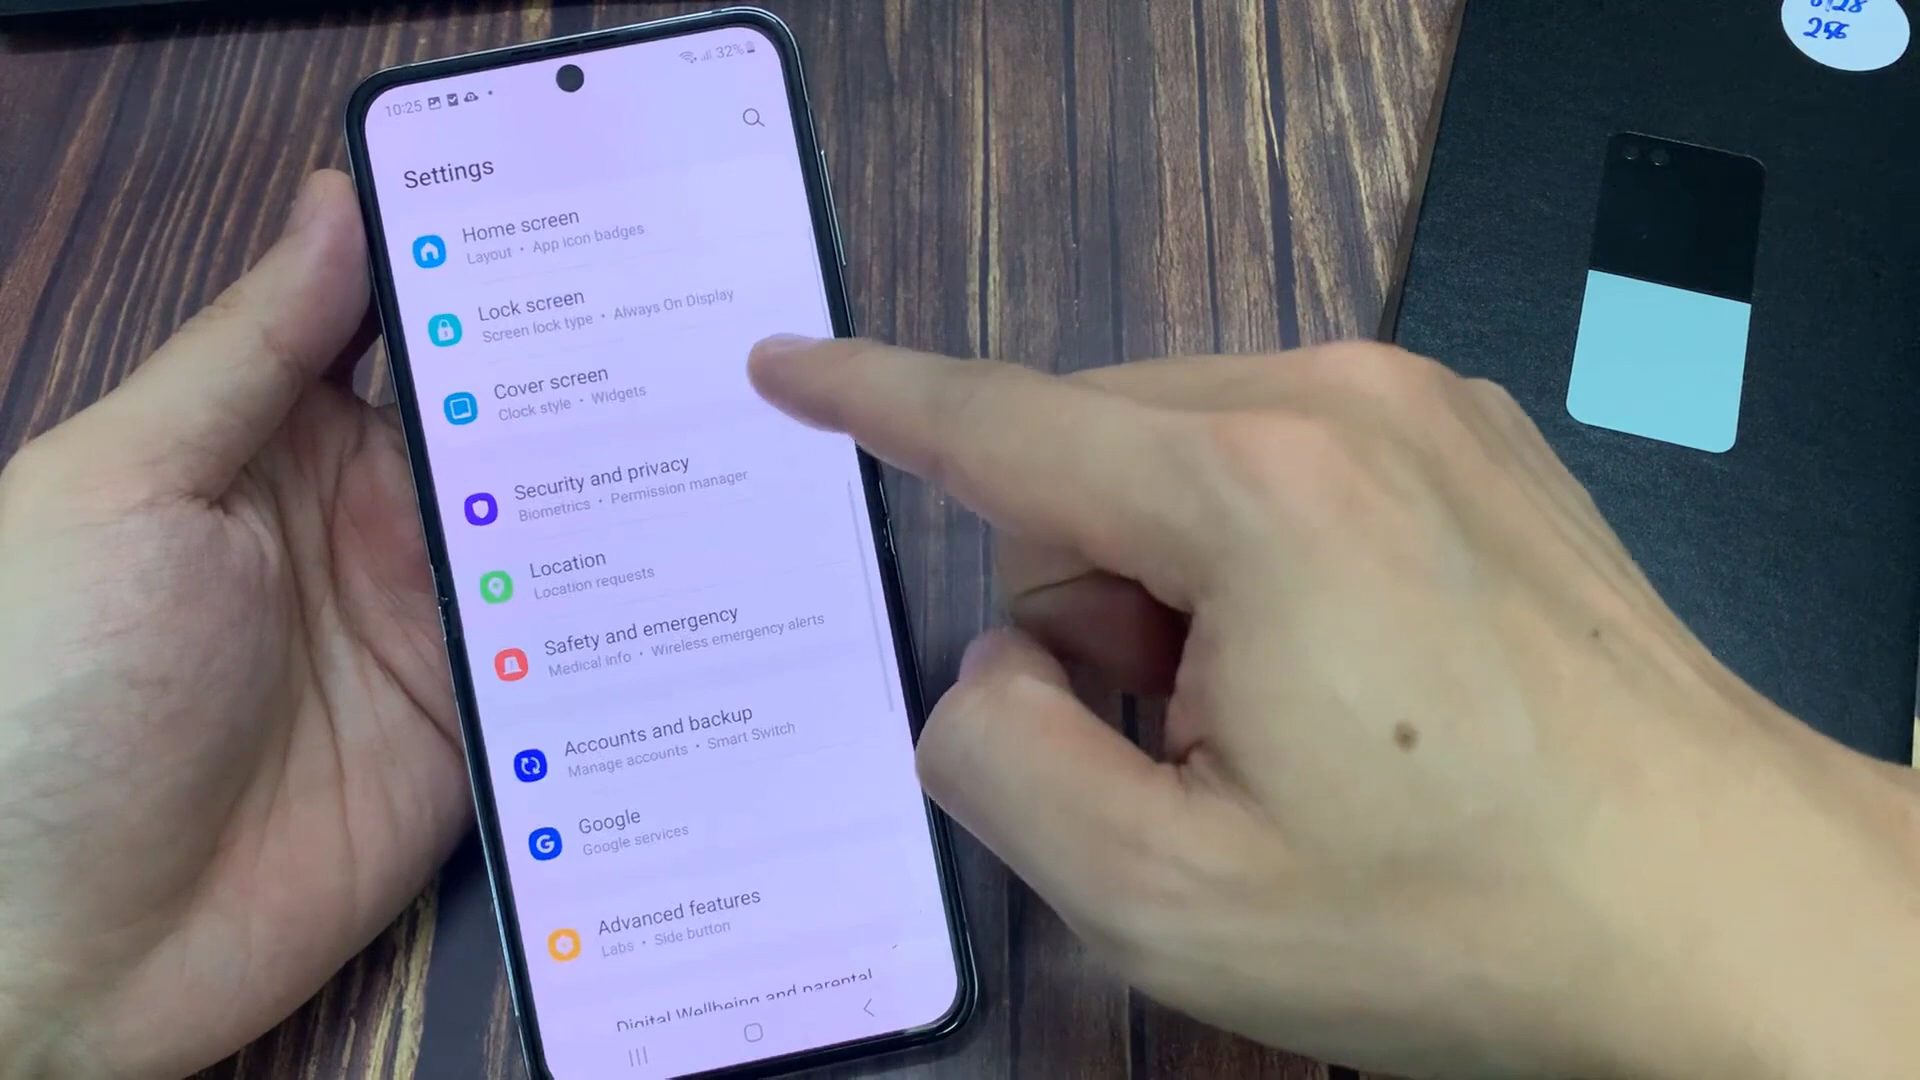 10:25
32%
Settings
Home screen
Layout • App icon badges
Lock screen
Screen lock type • Always On Display
Cover screen
Clock style • Widgets
Security and privacy
Biometrics • Permission manager
Location
Location requests
Safety and emergency
Medical info • Wireless emergency alerts
Accounts and backup
Manage accounts • Smart Switch
Google
Google services
Advanced features
Labs • Side button
Digital Wellbeing and parental
256